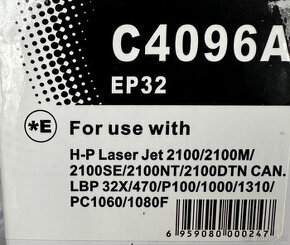 C4096A
EP32
*E
For use with
H-P Laser Jet 2100/2100M/
2100SE/2100NT/2100DTN CAN.
LBP 32X/470/P100/1000/1310/
PC1060/1080F
6 959080 000247